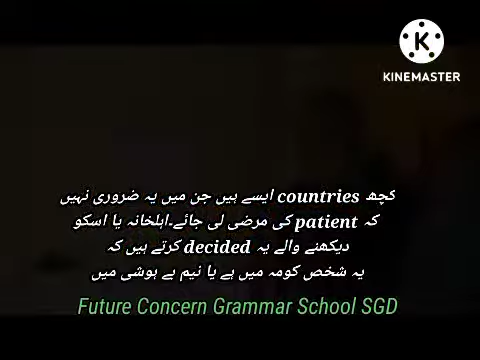 KINEMASTER
کچھ countries ایسے ہیں جن میں یہ ضروری نہیں
کہ patient کی مرضی لی جائے۔اہلخانہ یا اسکو
دیکھنے والے یہ decided کرتے ہیں کہ
یہ شخص کومہ میں ہے یا نیم بے ہوشی میں
Future Concern Grammar School SGD